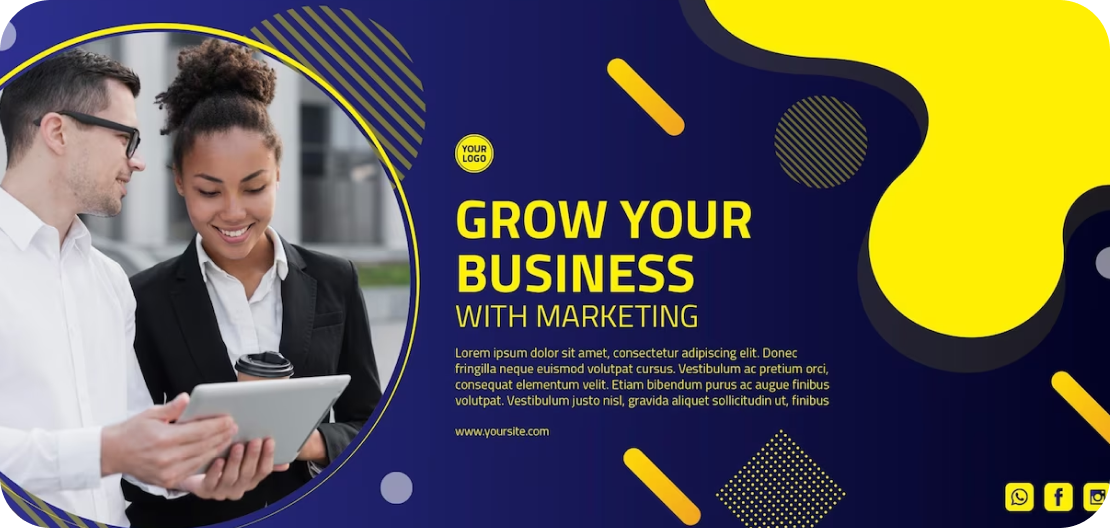 YOUR
LOGO
GROW YOUR
BUSINESS
WITH MARKETING
Lorem ipsum dolor sit amet, consectetur adipiscing elit. Donec
fringilla neque euismod volutpat cursus. Vestibulum ac pretium orci,
consequat elementum velit. Etiam bibendum purus ac augue finibus
volutpat. Vestibulum justo nisl, gravida aliquet sollicitudin ut, finibus
www.yoursite.com